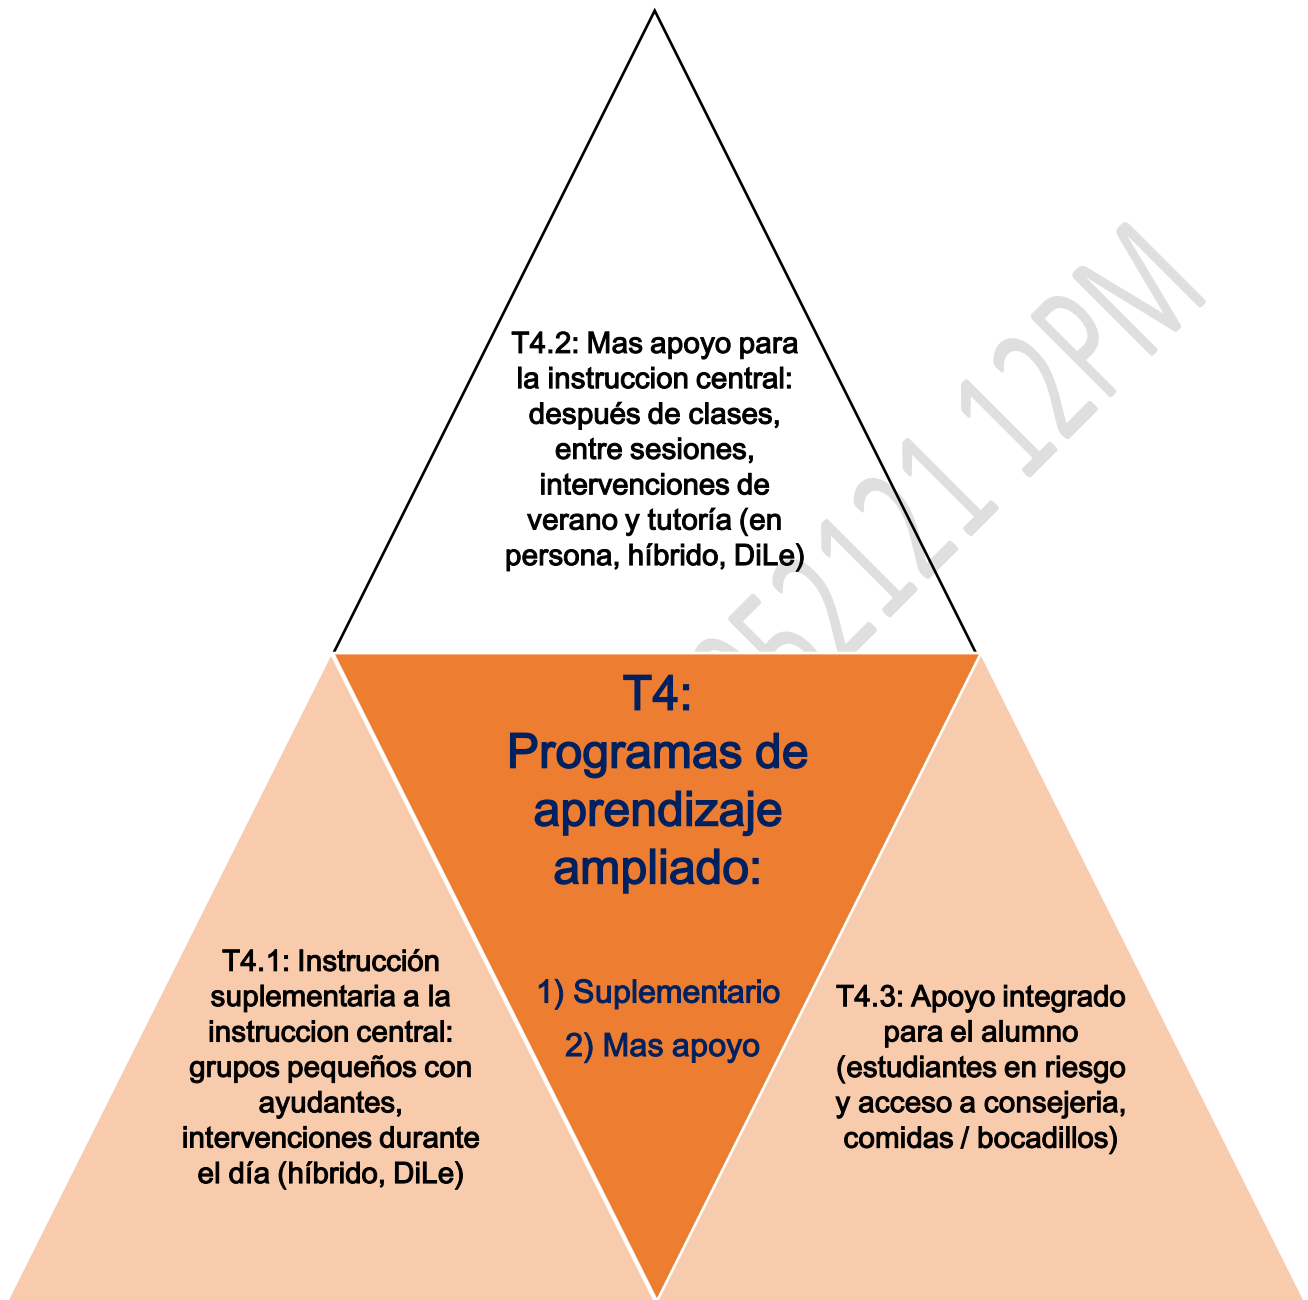 T4.2: Mas apoyo para
la instruccion central:
después de clases,
entre sesiones,
intervenciones de
verano y tutoría (en
persona, híbrido, DiLe)
T4:
Programas de
aprendizaje
ampliado:
1) Suplementario
2) Mas apoyo
T4.1: Instrucción
suplementaria a la
instruccion central:
grupos pequeños con
ayudantes,
intervenciones durante
el día (híbrido, DiLe)
T4.3: Apoyo integrado
para el alumno
(estudiantes en riesgo
y acceso a consejeria,
comidas / bocadillos)
12PM